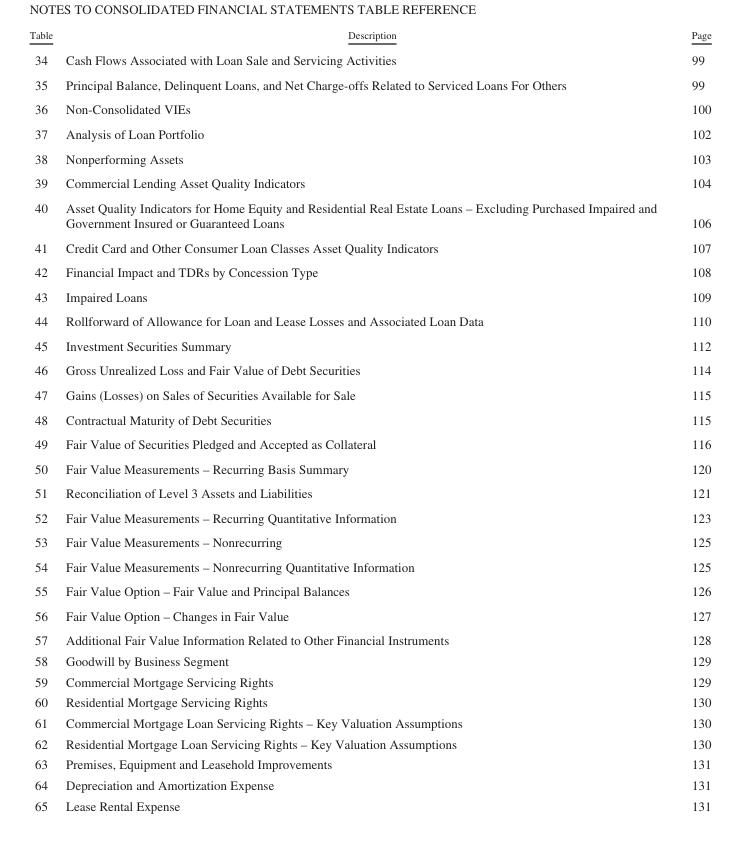 NOTES TO CONSOLIDATED FINANCIAL STATEMENTS TABLE REFERENCE
Table Description Page
34 Cash Flows Associated with Loan Sale and Servicing Activities 99
35 Principal Balance, Delinquent Loans, and Net Charge-offs Related to Serviced Loans For Others 99
36 Non-Consolidated VIEs 100
37 Analysis of Loan Portfolio 102
38 Nonperforming Assets 103
39 Commercial Lending Asset Quality Indicators 104
40 Asset Quality Indicators for Home Equity and Residential Real Estate Loans – Excluding Purchased Impaired and
Government Insured or Guaranteed Loans 106
41 Credit Card and Other Consumer Loan Classes Asset Quality Indicators 107
42 Financial Impact and TDRs by Concession Type 108
43 Impaired Loans 109
44 Rollforward of Allowance for Loan and Lease Losses and Associated Loan Data 110
45 Investment Securities Summary 112
46 Gross Unrealized Loss and Fair Value of Debt Securities 114
47 Gains (Losses) on Sales of Securities Available for Sale 115
48 Contractual Maturity of Debt Securities 115
49 Fair Value of Securities Pledged and Accepted as Collateral 116
50 Fair Value Measurements – Recurring Basis Summary 120
51 Reconciliation of Level 3 Assets and Liabilities 121
52 Fair Value Measurements – Recurring Quantitative Information 123
53 Fair Value Measurements – Nonrecurring 125
54 Fair Value Measurements – Nonrecurring Quantitative Information 125
55 Fair Value Option – Fair Value and Principal Balances 126
56 Fair Value Option – Changes in Fair Value 127
57 Additional Fair Value Information Related to Other Financial Instruments 128
58 Goodwill by Business Segment 129
59 Commercial Mortgage Servicing Rights 129
60 Residential Mortgage Servicing Rights 130
61 Commercial Mortgage Loan Servicing Rights – Key Valuation Assumptions 130
62 Residential Mortgage Loan Servicing Rights – Key Valuation Assumptions 130
63 Premises, Equipment and Leasehold Improvements 131
64 Depreciation and Amortization Expense 131
65 Lease Rental Expense 131